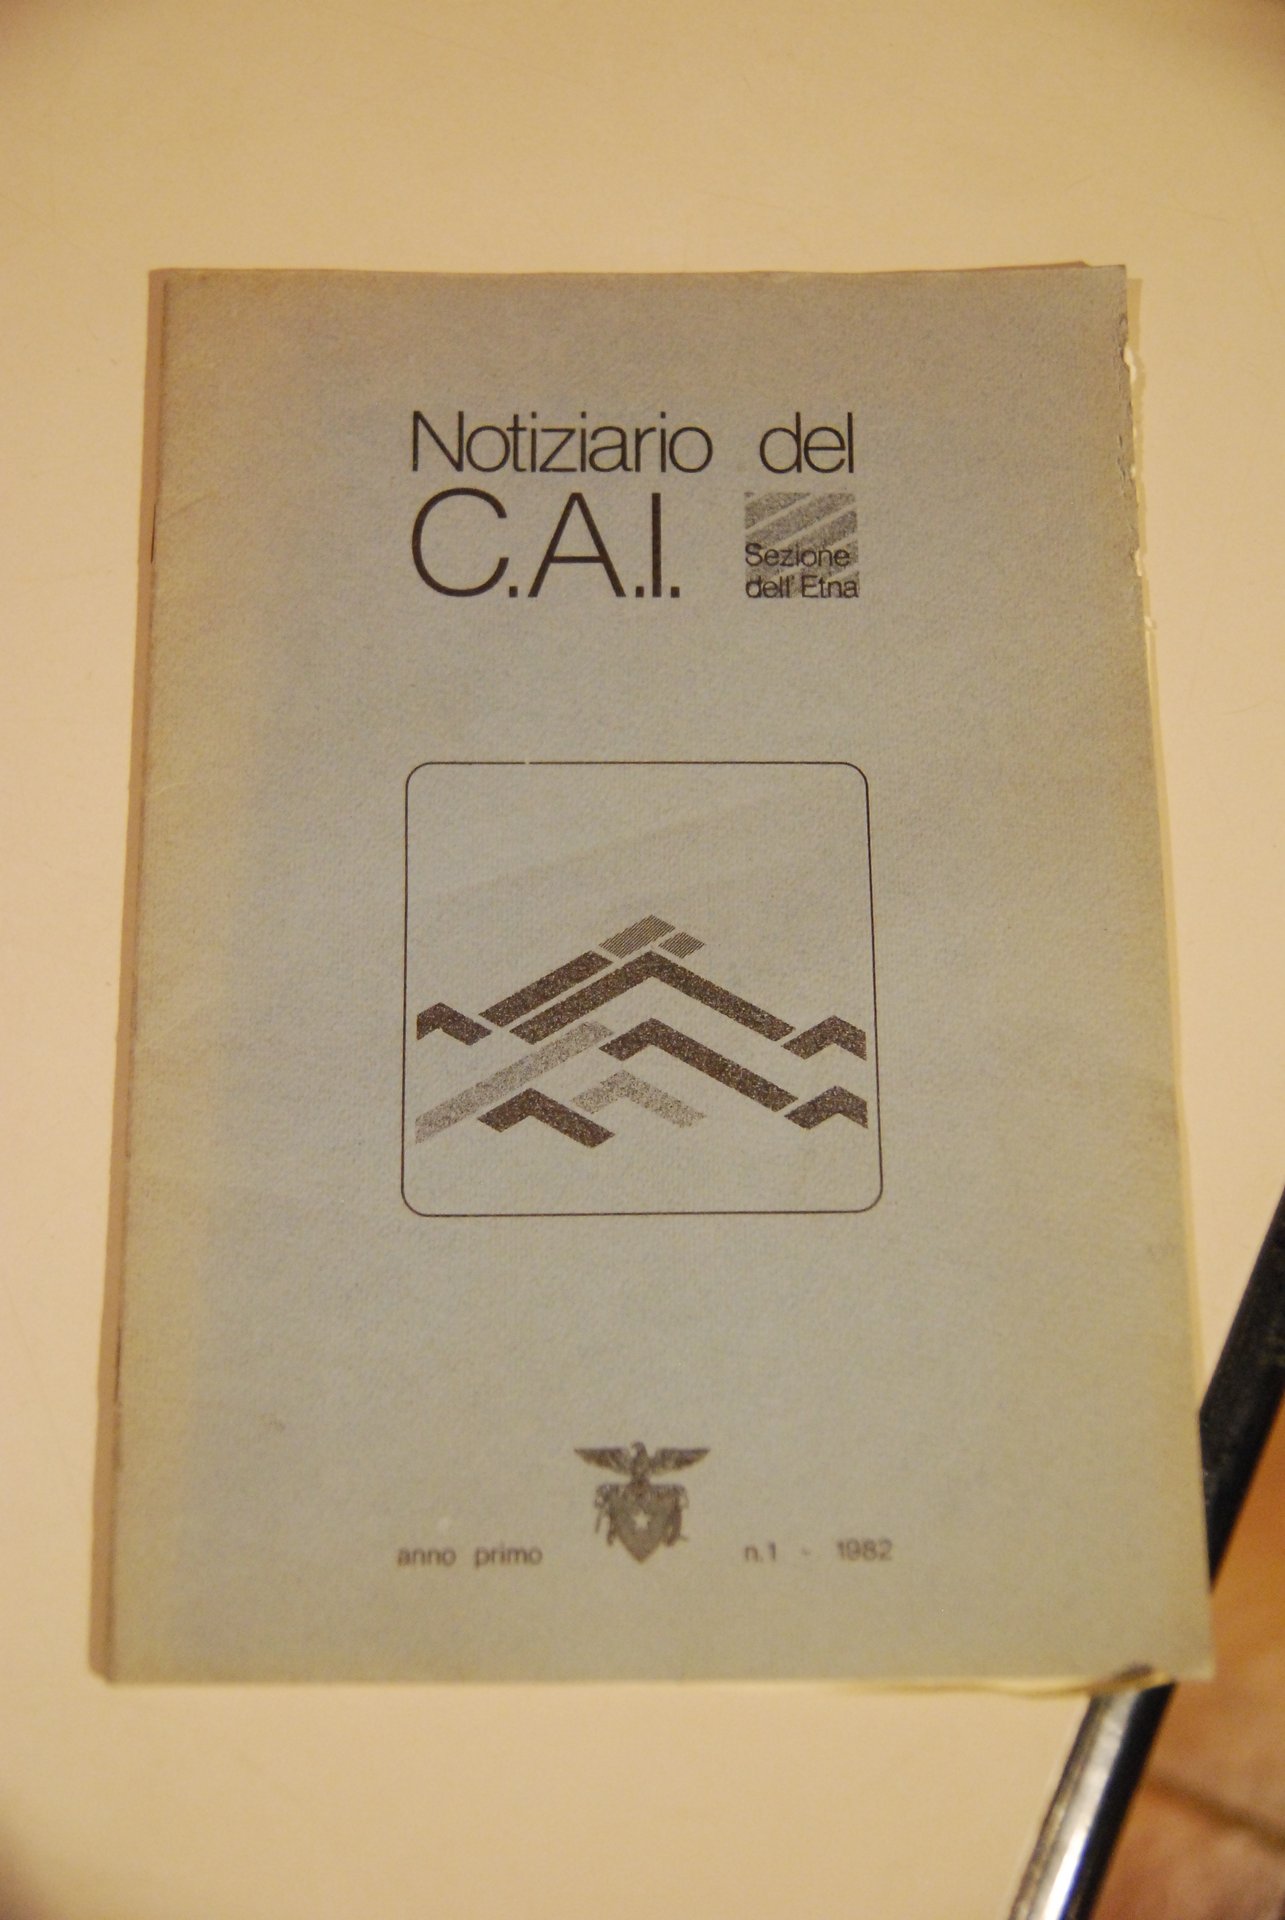 Notiziario del
C.A.I.
Sezione
dell'Etna
anno primo
n.1 - 1982